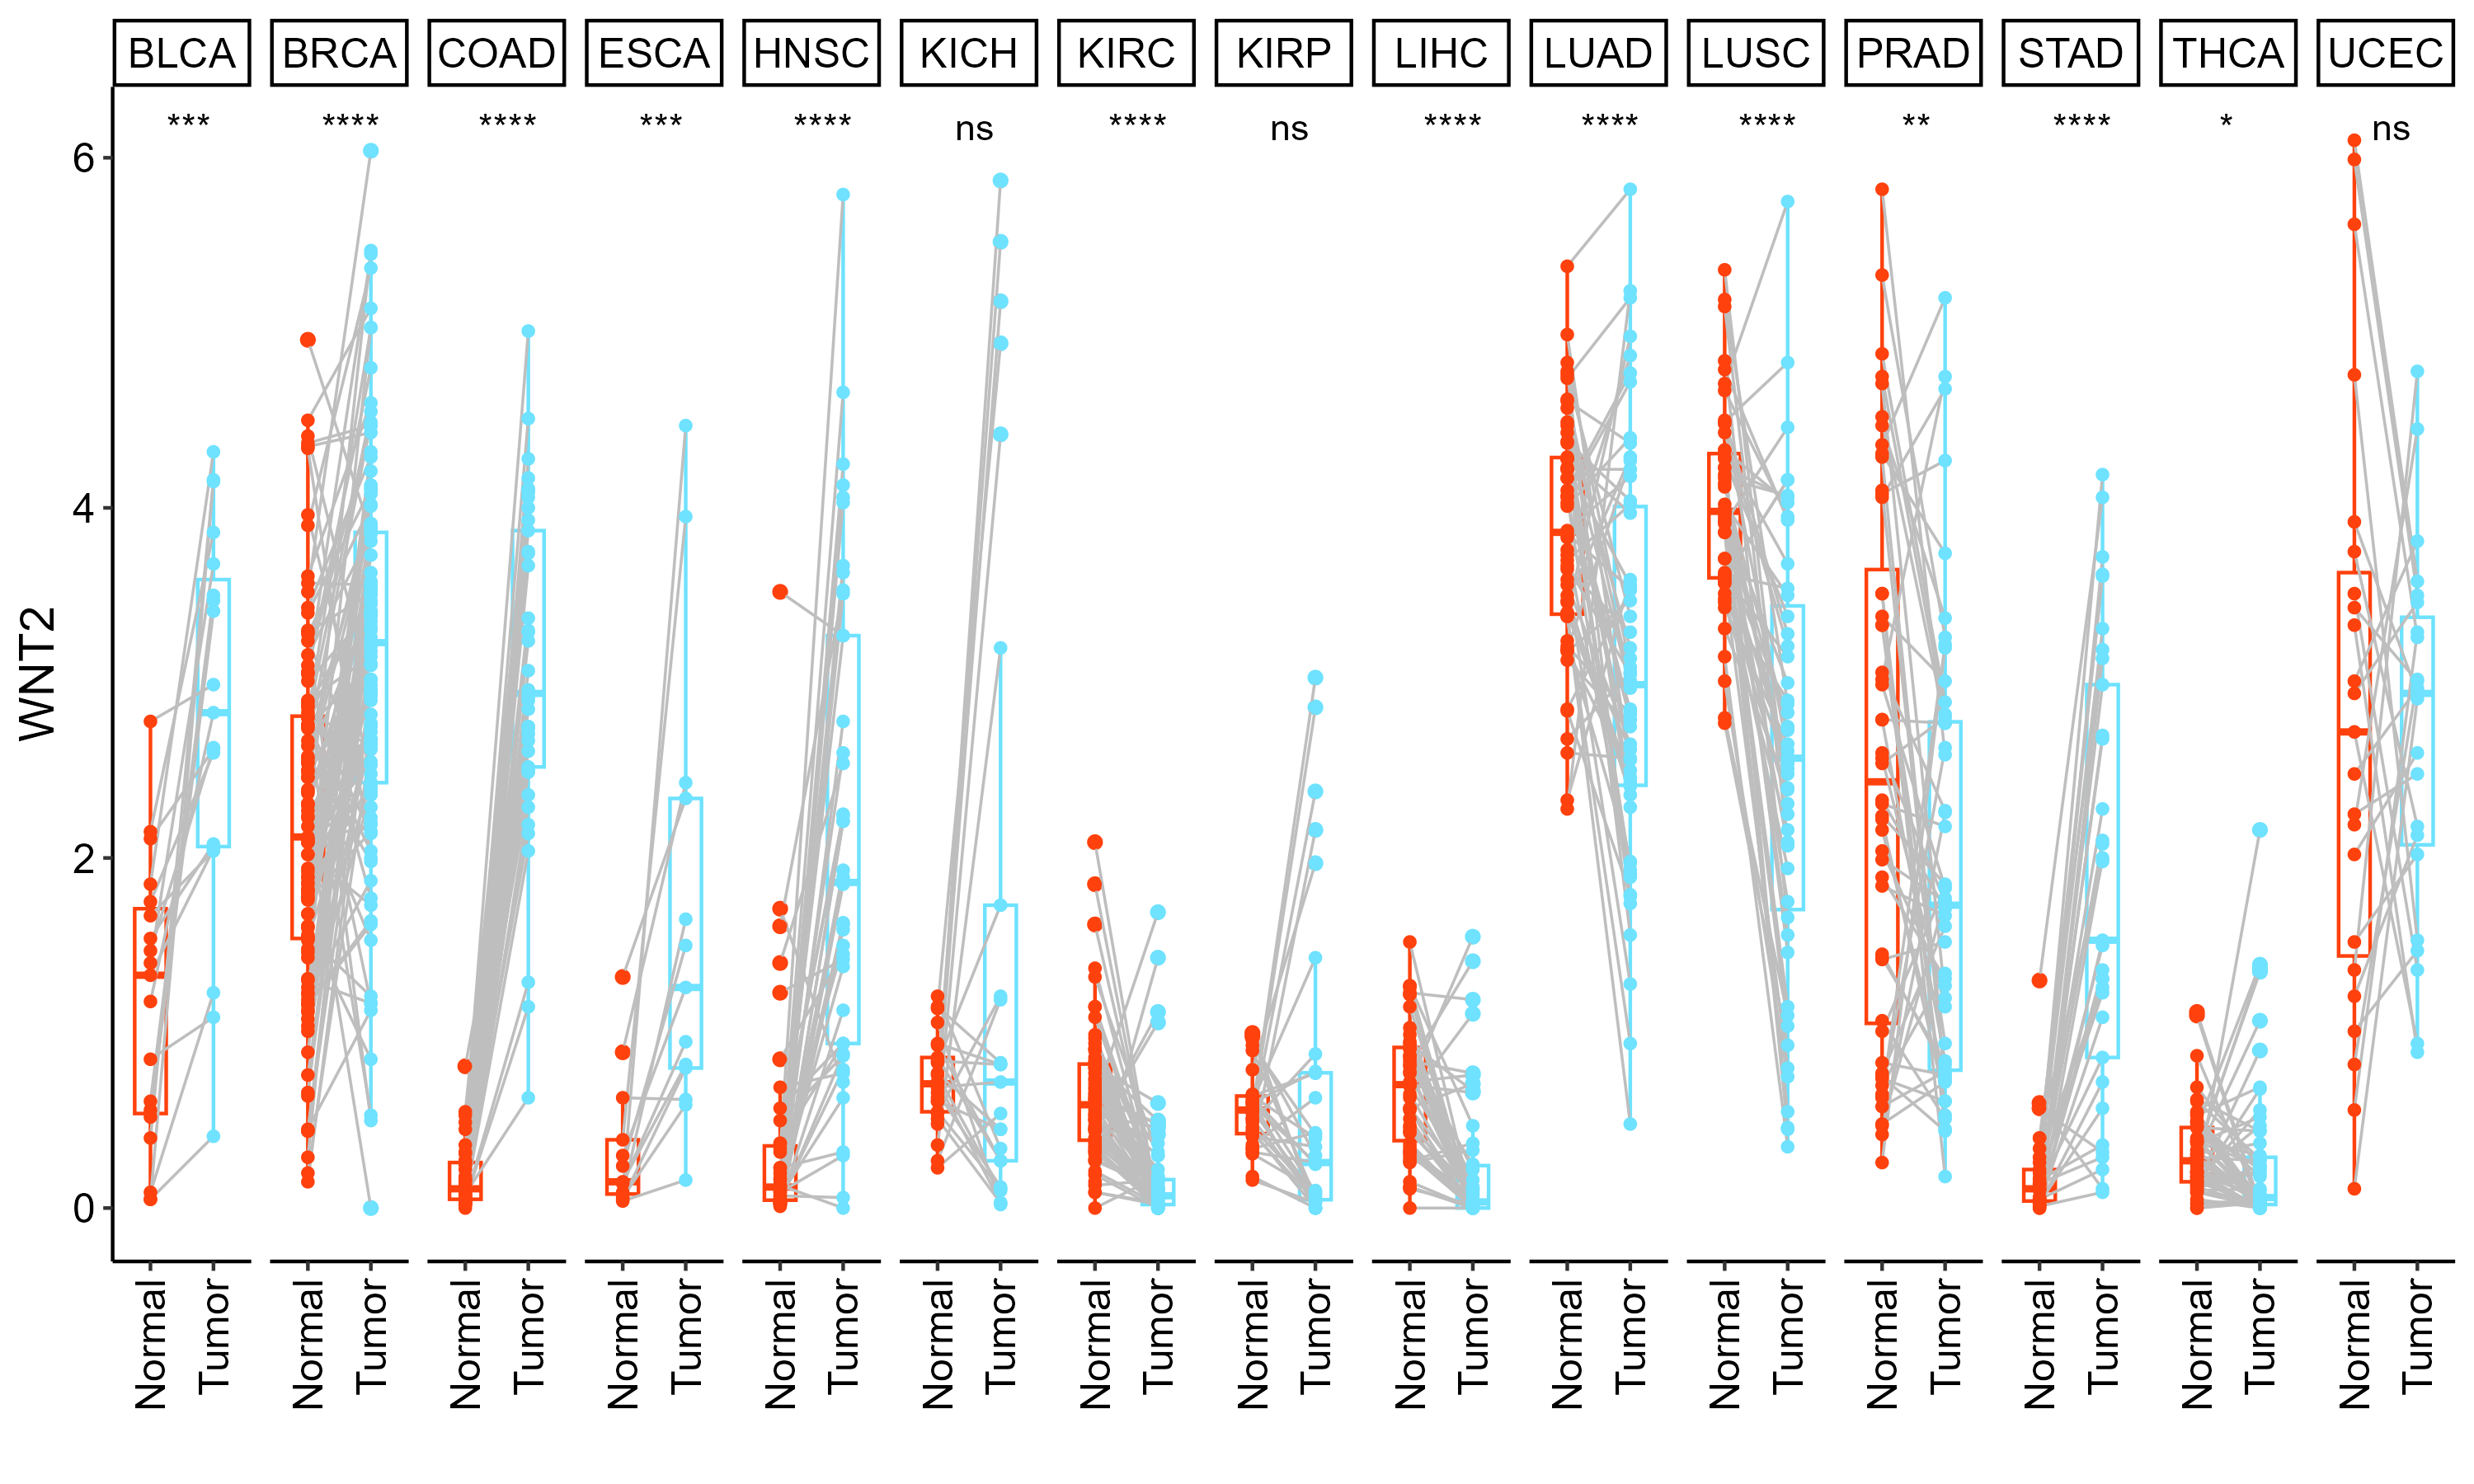 BLCA BRCA COAD ESCA HNSC KICH KIRC KIRP LIHC LUAD LUSC PRAD STAD THCA UCEC
*** **** **** *** **** ns **** ns **** **** **** ** **** * ns
6
4
2
0
WNT2
Normal Tumor Normal Tumor Normal Tumor Normal Tumor Normal Tumor Normal Tumor Normal Tumor Normal Tumor Normal Tumor Normal Tumor Normal Tumor Normal Tumor Normal Tumor Normal Tumor Normal Tumor